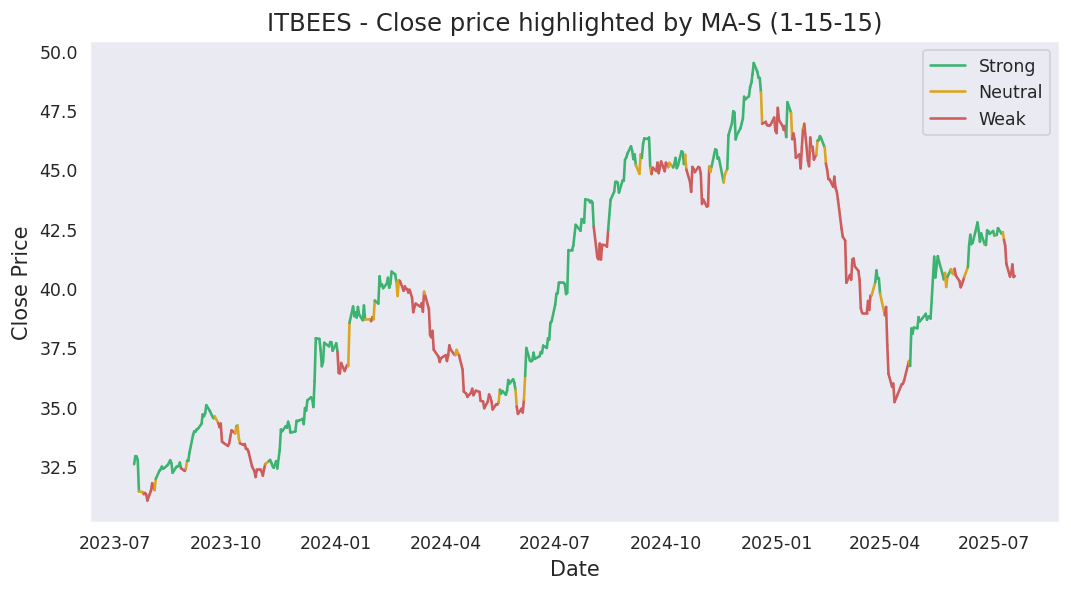 ITBEES - Close price highlighted by MA-S (1-15-15)
50.0
47.5
45.0
42.5
40.0
37.5
35.0
32.5
Close Price
Strong
Neutral
Weak
2023-07 2023-10 2024-01 2024-04 2024-07 2024-10 2025-01 2025-04 2025-07
Date